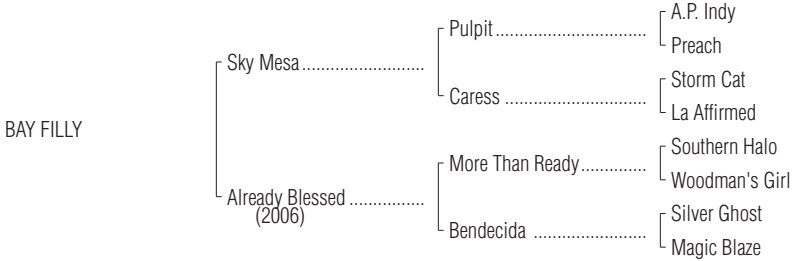 A.P. Indy
Pulpit
Preach
Sky Mesa
Storm Cat
Caress
La Affirmed
BAY FILLY
Southern Halo
More Than Ready
Woodman's Girl
Already Blessed
(2006)
Silver Ghost
Bendecida
Magic Blaze